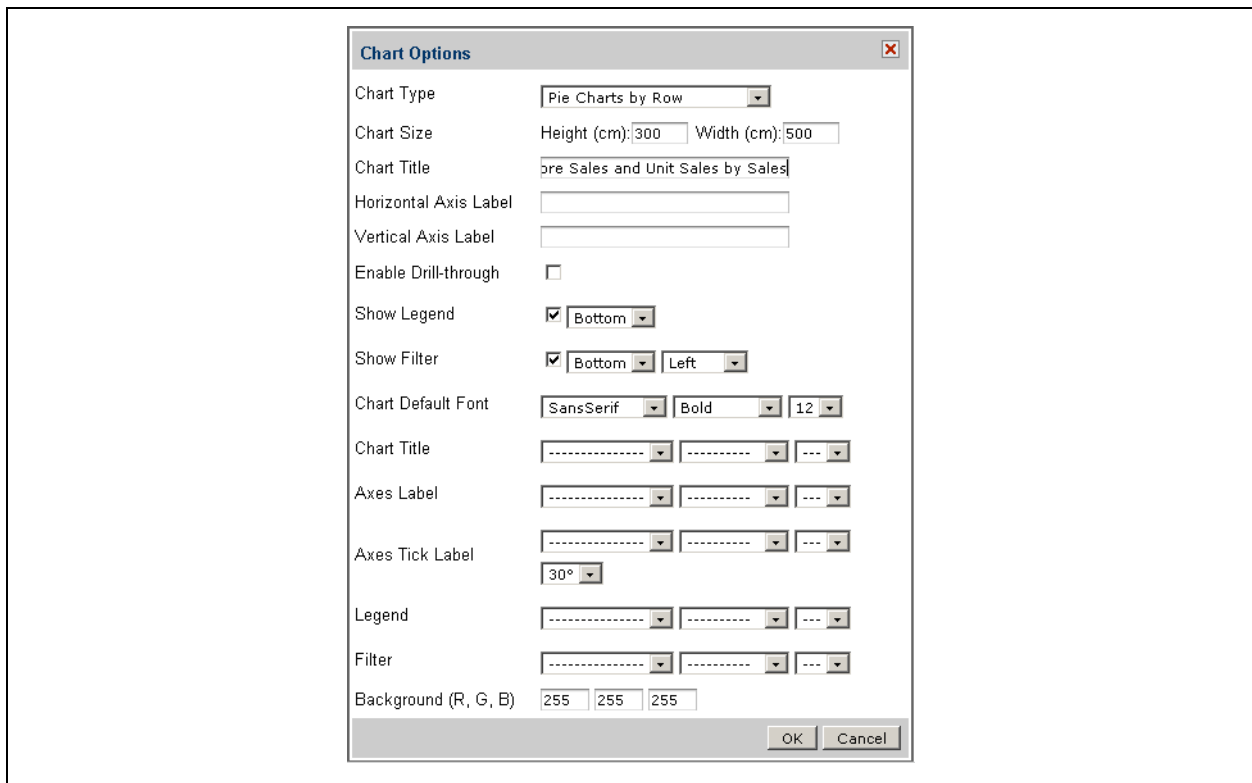 Chart Options
Chart Type Pie Charts by Row
Chart Size Height (cm): 300 Width (cm): 500
Chart Title ore Sales and Unit Sales by Sales
Horizontal Axis Label
Vertical Axis Label
Enable Drill-through
Show Legend Bottom
Show Filter Bottom Left
Chart Default Font SansSerif Bold 12
Chart Title --------------- ---------- ---
Axes Label --------------- ---------- ---
Axes Tick Label --------------- ---------- ---
30°
Legend --------------- ---------- ---
Filter --------------- ---------- ---
Background (R, G, B) 255 255 255
OK Cancel